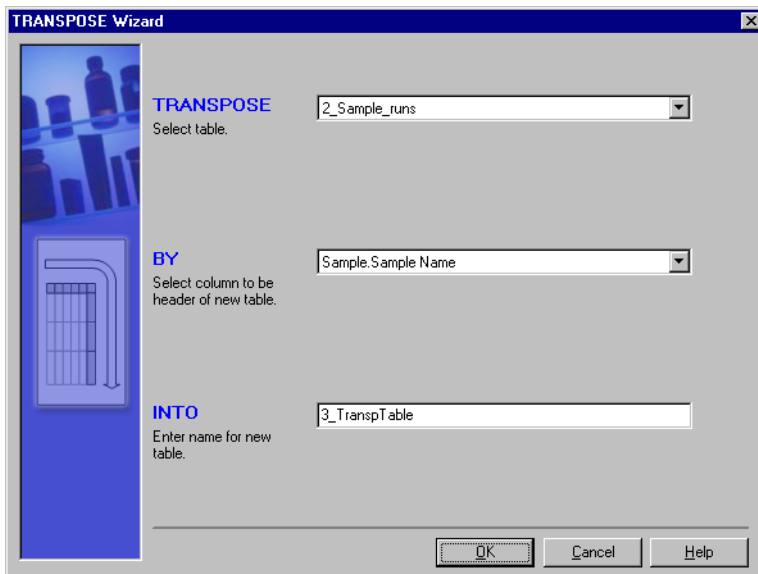 TRANSPOSE Wizard
TRANSPOSE
2_Sample_runs
Select table.
BY
Sample.Sample Name
Select column to be
header of new table.
INTO
3_TranspTable
Enter name for new
table.
OK
Cancel
Help